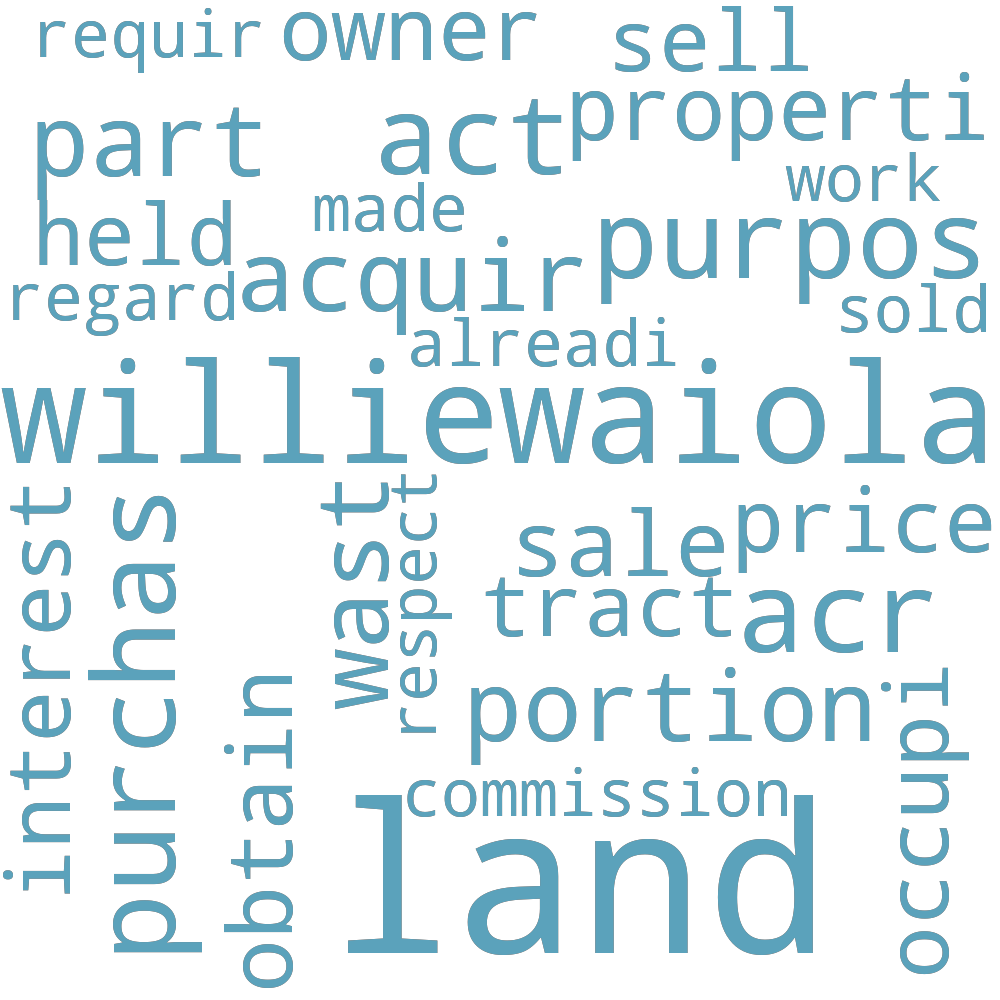 requir owner sell
part act properti
work
held made purpos
regard acquir sold
alreadi
williewaiola
interest purchas obtain wast respect sale price
tract acr
portion occupi
commission
land